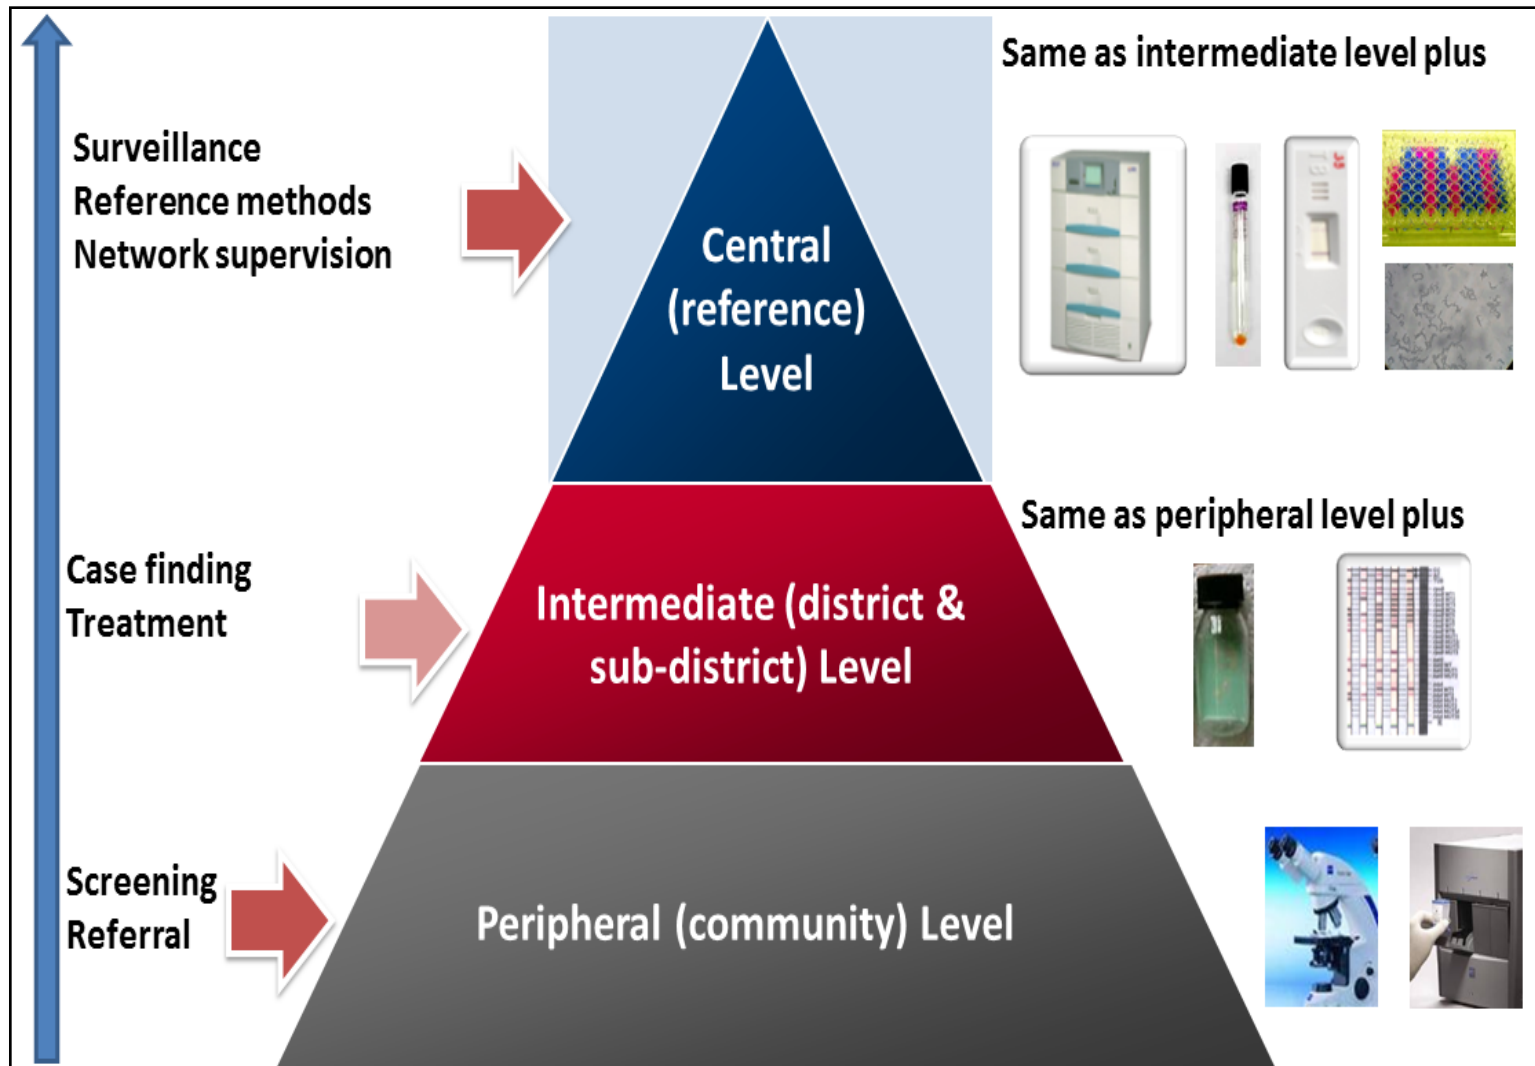 Same as intermediate level plus
Surveillance
Reference methods
Network supervision
Central
(reference)
Level
Same as peripheral level plus
Case finding
Treatment
Intermediate (district &
sub-district) Level
Screening
Referral
Peripheral (community) Level